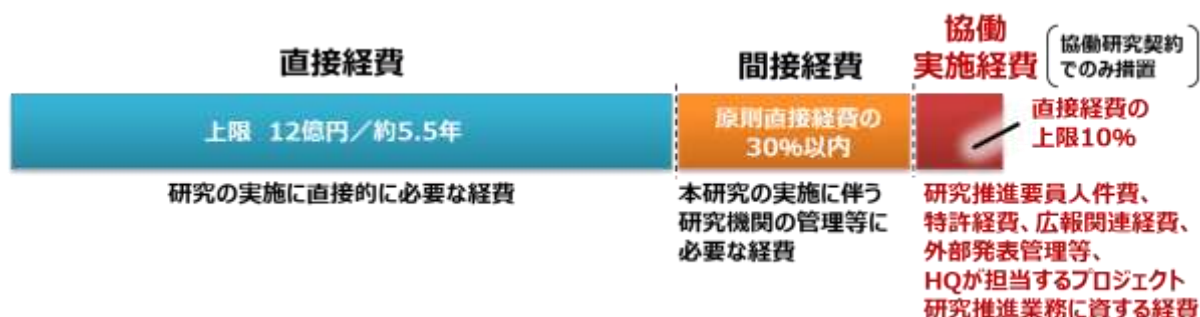 直接経費
間接経費
協働
実施経費
協働研究契約
でのみ措置
上限 12億円／約5.5年
原則直接経費の
30%以内
直接経費の
上限10%
研究の実施に直接的に必要な経費
本研究の実施に伴う
研究機関の管理等に
必要な経費
研究推進要員人件費、
特許経費、広報関連経費、
外部発表管理等、
HQが担当するプロジェクト
研究推進業務に資する経費